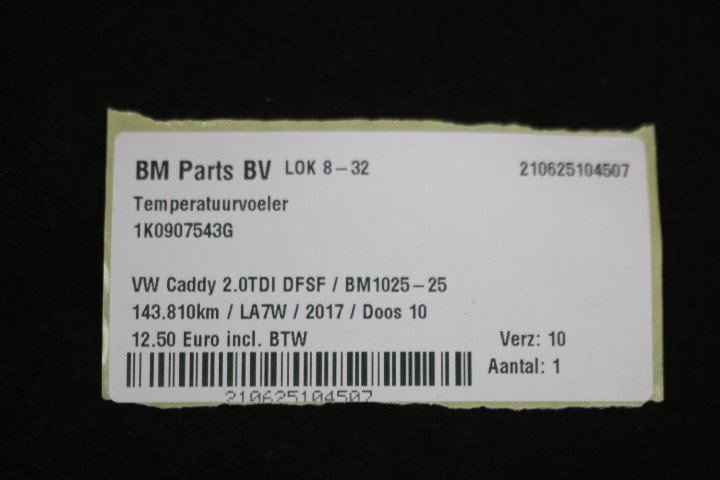 BM Parts BV LOK 8-32 210625104507
Temperatuurvoeler
1K0907543G
VW Caddy 2.0TDI DFSF / BM1025-25
143.810km / LA7W / 2017 / Doos 10
12.50 Euro incl. BTW Verz: 10
Aantal: 1
210625104507